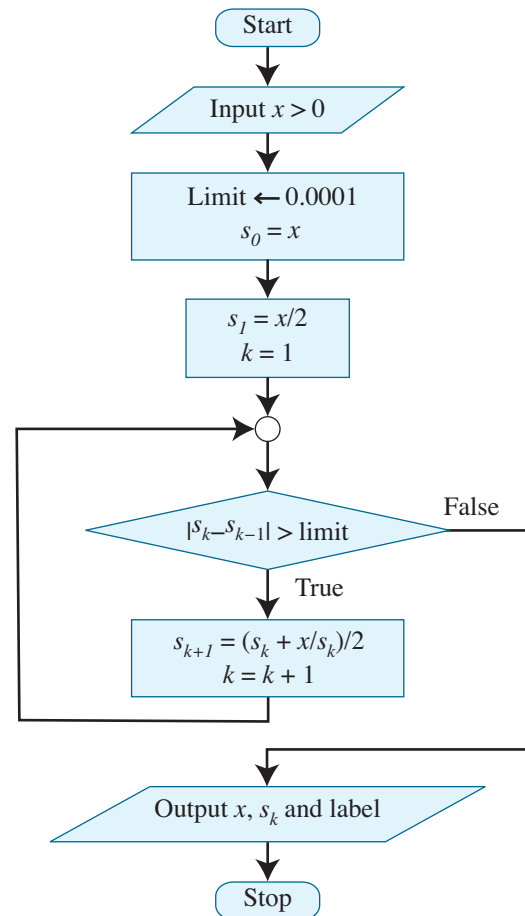 Start
Input x > 0
Limit ← 0.0001
s₀ = x
s₁ = x/2
k = 1
|sₖ–sₖ₋₁| > limit
False
True
sₖ₊₁ = (sₖ + x/sₖ)/2
k = k + 1
Output x, sₖ and label
Stop